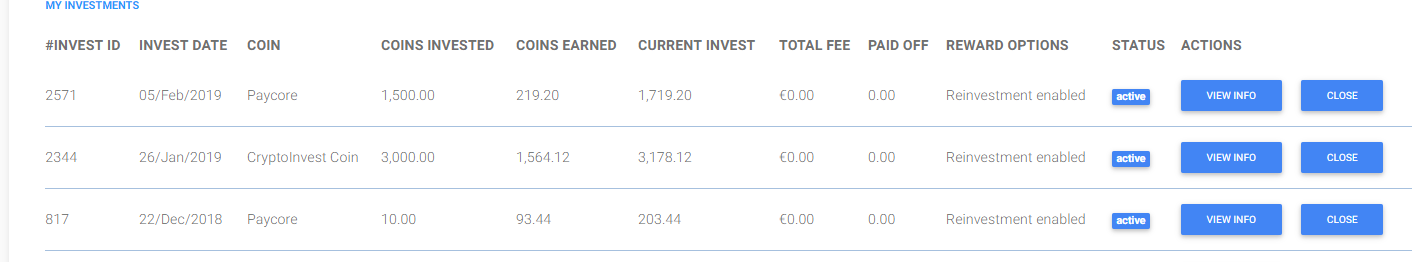 MY INVESTMENTS
#INVEST ID INVEST DATE COIN COINS INVESTED COINS EARNED CURRENT INVEST TOTAL FEE PAID OFF REWARD OPTIONS STATUS ACTIONS
2571 05/Feb/2019 Paycore 1,500.00 219.20 1,719.20 €0.00 0.00 Reinvestment enabled active VIEW INFO CLOSE
2344 26/Jan/2019 CryptoInvest Coin 3,000.00 1,564.12 3,178.12 €0.00 0.00 Reinvestment enabled active VIEW INFO CLOSE
817 22/Dec/2018 Paycore 10.00 93.44 203.44 €0.00 0.00 Reinvestment enabled active VIEW INFO CLOSE